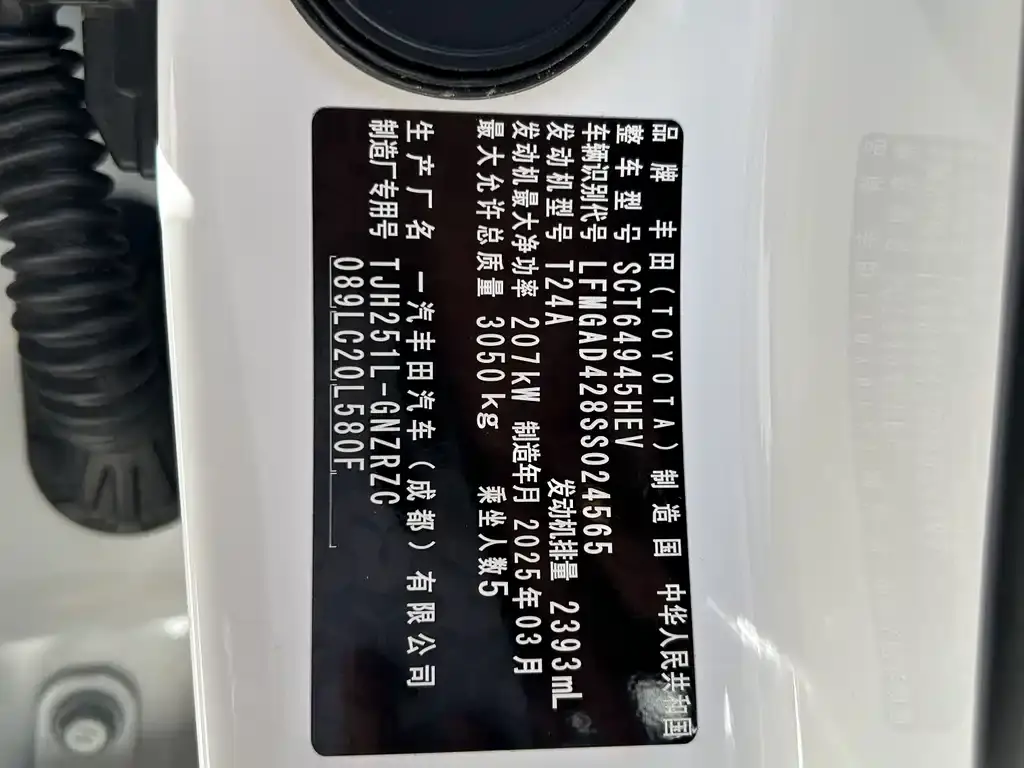 品牌 丰田(TOYOTA) 制造国 中华人民共和国
整车型号 SCT64945HEV
车辆识别代号 LFMGAD428SS024565
发动机型号 T24A 发动机排量 2393mL
发动机最大净功率 207kW 制造年月 2025年03月
最大允许总质量 3050kg 乘坐人数5
生产厂名 一汽丰田汽车(成都)有限公司
制造厂专用号 TJH251L-GNZRZC
089LC20L580F